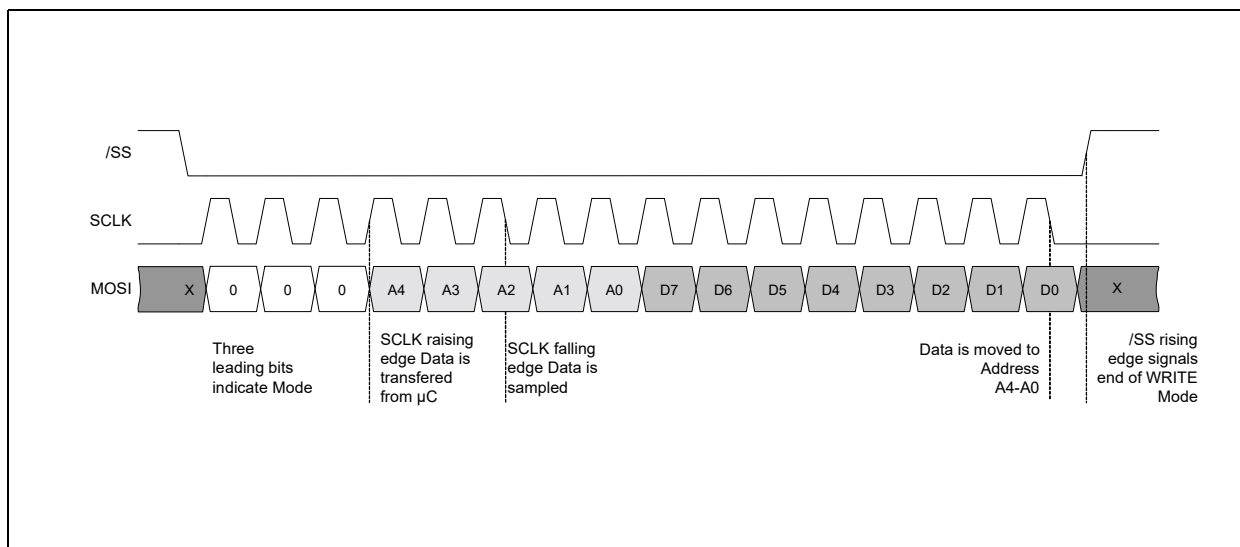 /SS
SCLK
MOSI
X 0 0 0 A4 A3 A2 A1 A0 D7 D6 D5 D4 D3 D2 D1 D0 X
Three
leading bits
indicate Mode
SCLK raising
edge Data is
transfered
from µC
SCLK falling
edge Data is
sampled
Data is moved to
Address
A4-A0
/SS rising
edge signals
end of WRITE
Mode